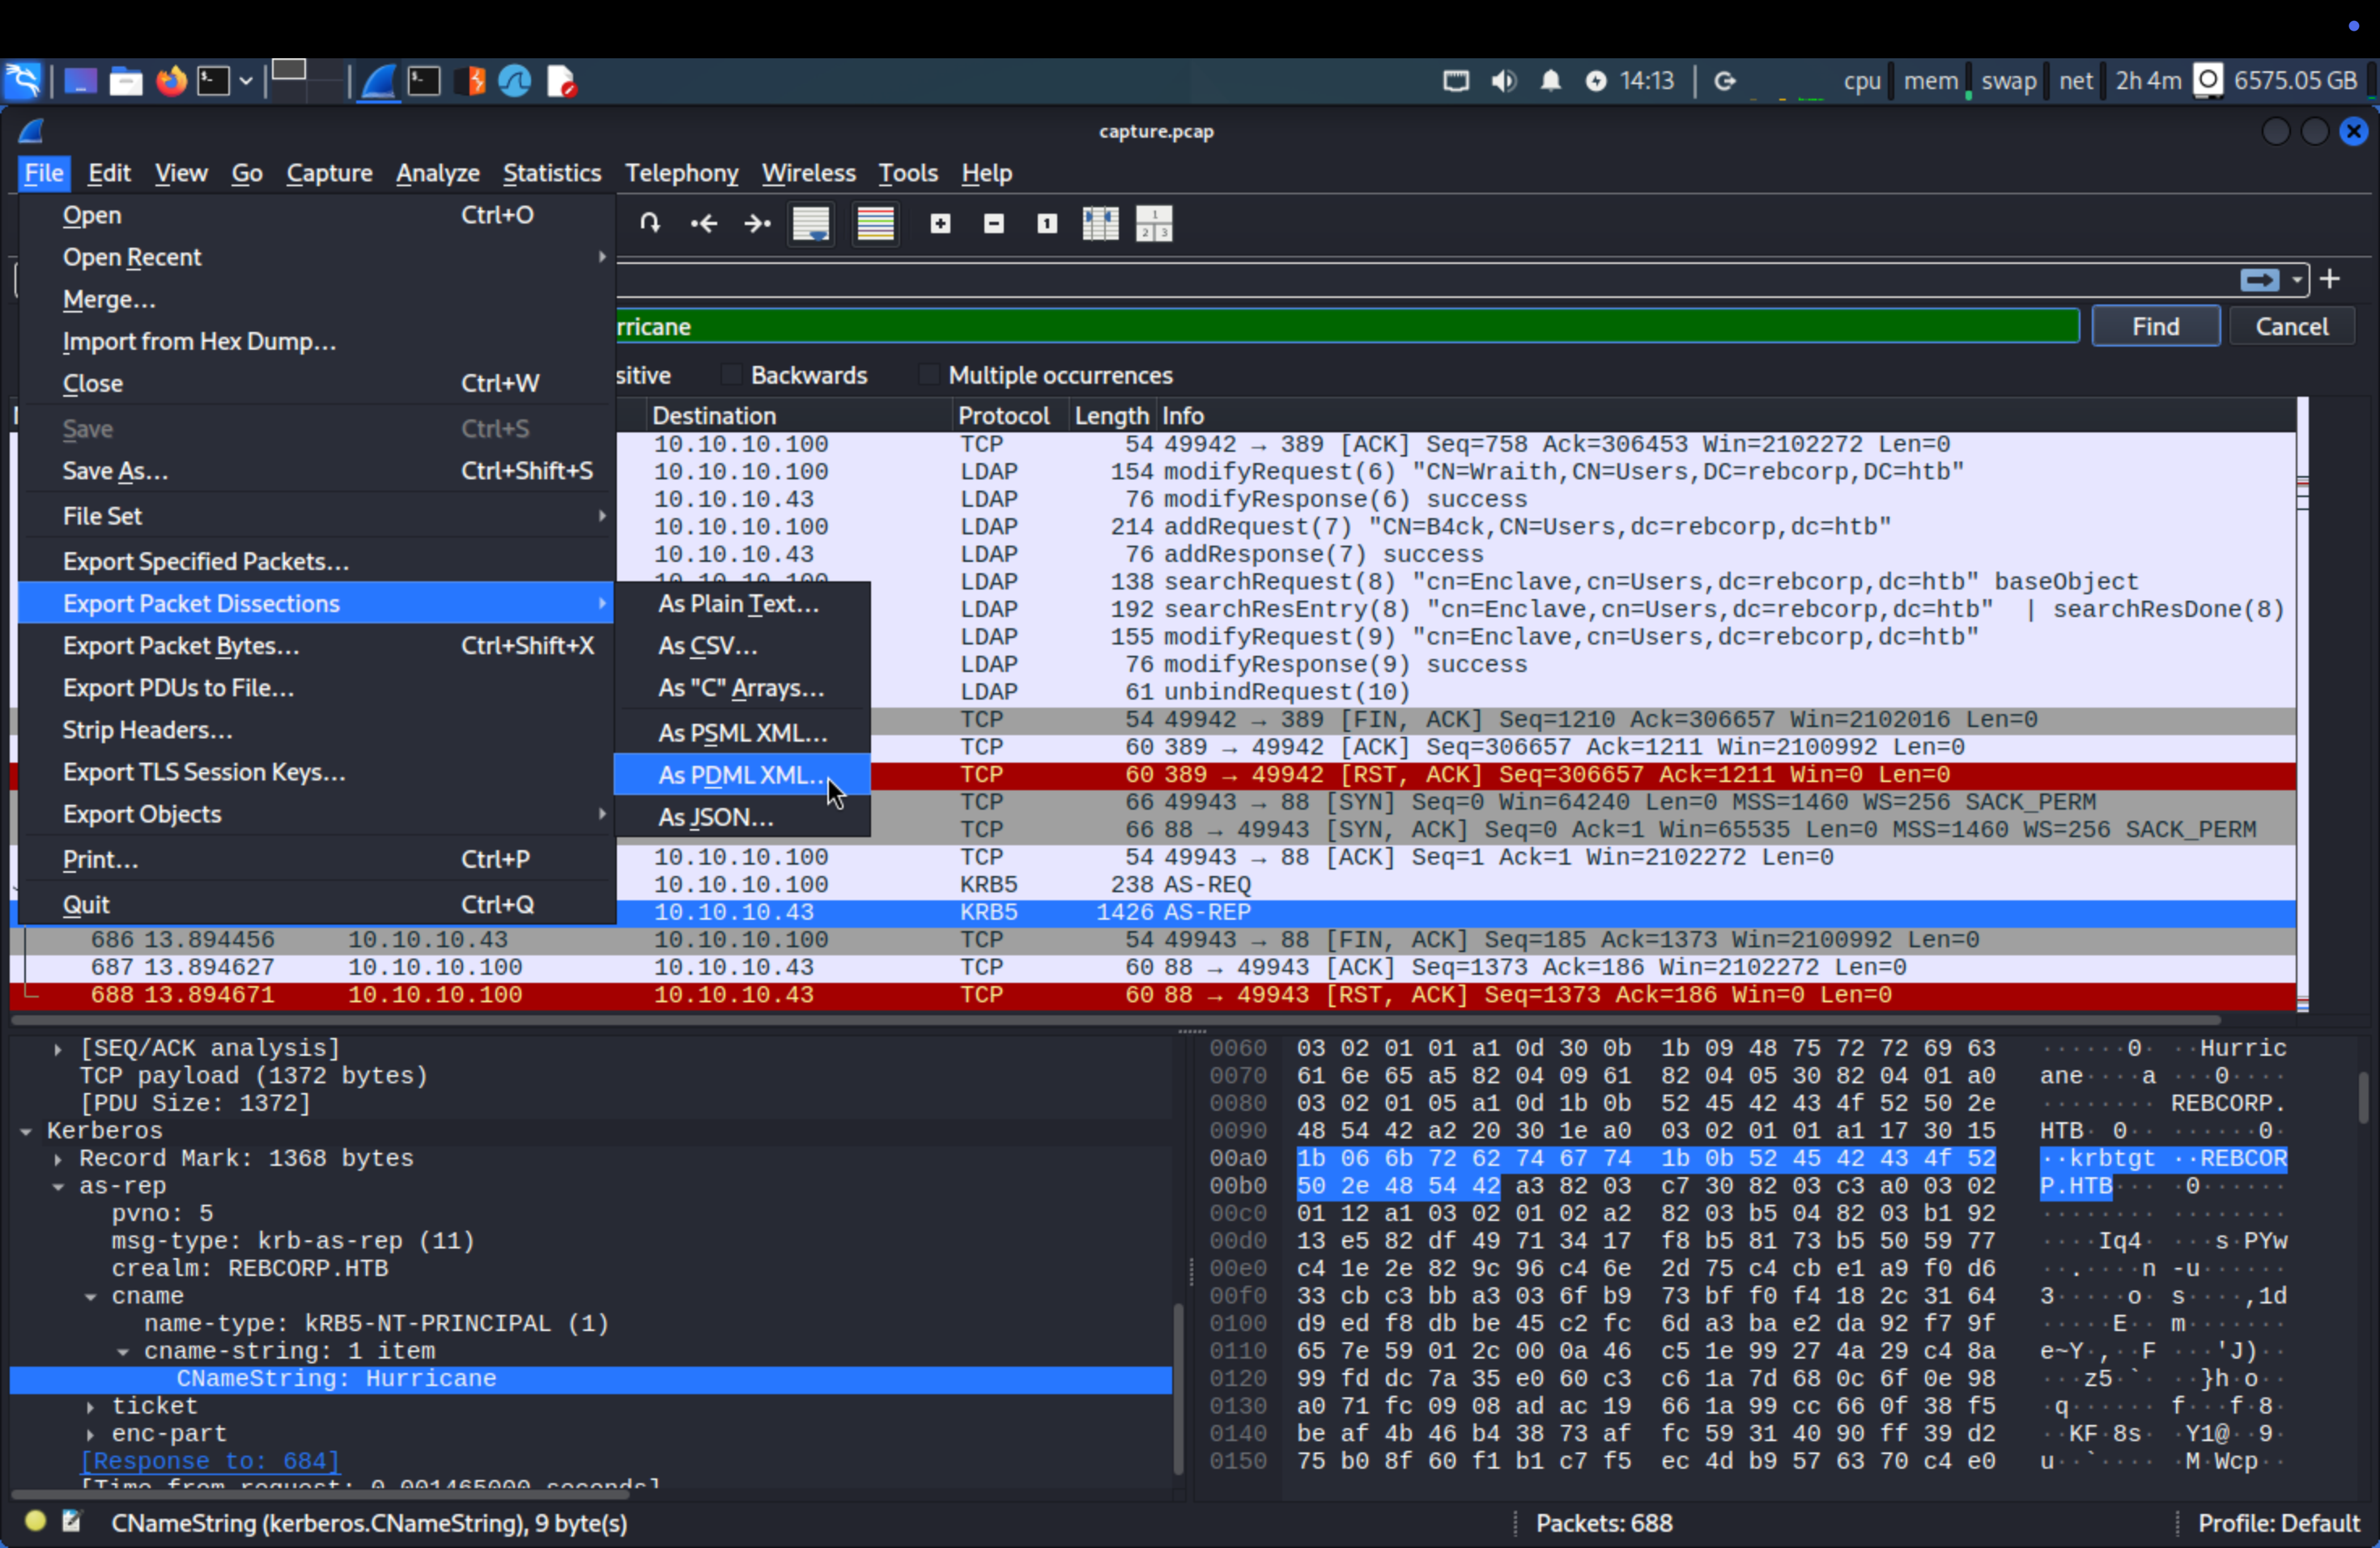 14:13
cpu mem swap net 2h 4m 6575.05 GB
capture.pcap
File Edit View Go Capture Analyze Statistics Telephony Wireless Tools Help
Open Ctrl+O
Open Recent
Merge...
Import from Hex Dump...
Close Ctrl+W
Save Ctrl+S
Save As... Ctrl+Shift+S
File Set
Export Specified Packets...
Export Packet Dissections
Export Packet Bytes... Ctrl+Shift+X
Export PDUs to File...
Strip Headers...
Export TLS Session Keys...
Export Objects
Print... Ctrl+P
Quit Ctrl+Q
As Plain Text...
As CSV...
As "C" Arrays...
As PSML XML...
As PDML XML...
As JSON...
rricane Find Cancel
sitive Backwards Multiple occurrences
Destination Protocol Length Info
10.10.10.100 TCP 54 49942 → 389 [ACK] Seq=758 Ack=306453 Win=2102272 Len=0
10.10.10.100 LDAP 154 modifyRequest(6) "CN=Wraith,CN=Users,DC=rebcorp,DC=htb"
10.10.10.43 LDAP 76 modifyResponse(6) success
10.10.10.100 LDAP 214 addRequest(7) "CN=B4ck,CN=Users,dc=rebcorp,dc=htb"
10.10.10.43 LDAP 76 addResponse(7) success
10.10.10.100 LDAP 138 searchRequest(8) "cn=Enclave,cn=Users,dc=rebcorp,dc=htb" baseObject
LDAP 192 searchResEntry(8) "cn=Enclave,cn=Users,dc=rebcorp,dc=htb" | searchResDone(8)
LDAP 155 modifyRequest(9) "cn=Enclave,cn=Users,dc=rebcorp,dc=htb"
LDAP 76 modifyResponse(9) success
LDAP 61 unbindRequest(10)
TCP 54 49942 → 389 [FIN, ACK] Seq=1210 Ack=306657 Win=2102016 Len=0
TCP 60 389 → 49942 [ACK] Seq=306657 Ack=1211 Win=2100992 Len=0
TCP 60 389 → 49942 [RST, ACK] Seq=306657 Ack=1211 Win=0 Len=0
TCP 66 49943 → 88 [SYN] Seq=0 Win=64240 Len=0 MSS=1460 WS=256 SACK_PERM
TCP 66 88 → 49943 [SYN, ACK] Seq=0 Ack=1 Win=65535 Len=0 MSS=1460 WS=256 SACK_PERM
10.10.10.100 TCP 54 49943 → 88 [ACK] Seq=1 Ack=1 Win=2102272 Len=0
10.10.10.100 KRB5 238 AS-REQ
10.10.10.43 KRB5 1426 AS-REP
686 13.894456 10.10.10.43 10.10.10.100 TCP 54 49943 → 88 [FIN, ACK] Seq=185 Ack=1373 Win=2100992 Len=0
687 13.894627 10.10.10.100 10.10.10.43 TCP 60 88 → 49943 [ACK] Seq=1373 Ack=186 Win=2102272 Len=0
688 13.894671 10.10.10.100 10.10.10.43 TCP 60 88 → 49943 [RST, ACK] Seq=1373 Ack=186 Win=0 Len=0
[SEQ/ACK analysis]
TCP payload (1372 bytes)
[PDU Size: 1372]
Kerberos
Record Mark: 1368 bytes
as-rep
pvno: 5
msg-type: krb-as-rep (11)
crealm: REBCORP.HTB
cname
name-type: kRB5-NT-PRINCIPAL (1)
cname-string: 1 item
CNameString: Hurricane
ticket
enc-part
[Response to: 684]
[Time from request: 0.001465000 seconds]
0060 03 02 01 01 a1 0d 30 0b 1b 09 48 75 72 72 69 63 ······0· ··Hurric
0070 61 6e 65 a5 82 04 09 61 82 04 05 30 82 04 01 a0 ane····a ···0····
0080 03 02 01 05 a1 0d 1b 0b 52 45 42 43 4f 52 50 2e ········ REBCORP.
0090 48 54 42 a2 20 30 1e a0 03 02 01 01 a1 17 30 15 HTB· 0·· ······0·
00a0 1b 06 6b 72 62 74 67 74 1b 0b 52 45 42 43 4f 52 ··krbtgt ··REBCOR
00b0 50 2e 48 54 42 a3 82 03 c7 30 82 03 c3 a0 03 02 P.HTB··· ·0······
00c0 01 12 a1 03 02 01 02 a2 82 03 b5 04 82 03 b1 92 ········ ········
00d0 13 e5 82 df 49 71 34 17 f8 b5 81 73 b5 50 59 77 ····Iq4· ···s·PYw
00e0 c4 1e 2e 82 9c 96 c4 6e 2d 75 c4 cb e1 a9 f0 d6 ··.····n -u······
00f0 33 cb c3 bb a3 03 6f b9 73 bf f0 f4 18 2c 31 64 3·····o· s····,1d
0100 d9 ed f8 db be 45 c2 fc 6d a3 ba e2 da 92 f7 9f ·····E·· m·······
0110 65 7e 59 01 2c 00 0a 46 c5 1e 99 27 4a 29 c4 8a e~Y·,··F ···'J)··
0120 99 fd dc 7a 35 e0 60 c3 c6 1a 7d 68 0c 6f 0e 98 ···z5·`· ··}h·o··
0130 a0 71 fc 09 08 ad ac 19 66 1a 99 cc 66 0f 38 f5 ·q······ f···f·8·
0140 be af 4b 46 b4 38 73 af fc 59 31 40 90 ff 39 d2 ··KF·8s· ·Y1@··9·
0150 75 b0 8f 60 f1 b1 c7 f5 ec 4d b9 57 63 70 c4 e0 u··`···· ·M·Wcp··
CNameString (kerberos.CNameString), 9 byte(s) Packets: 688 Profile: Default